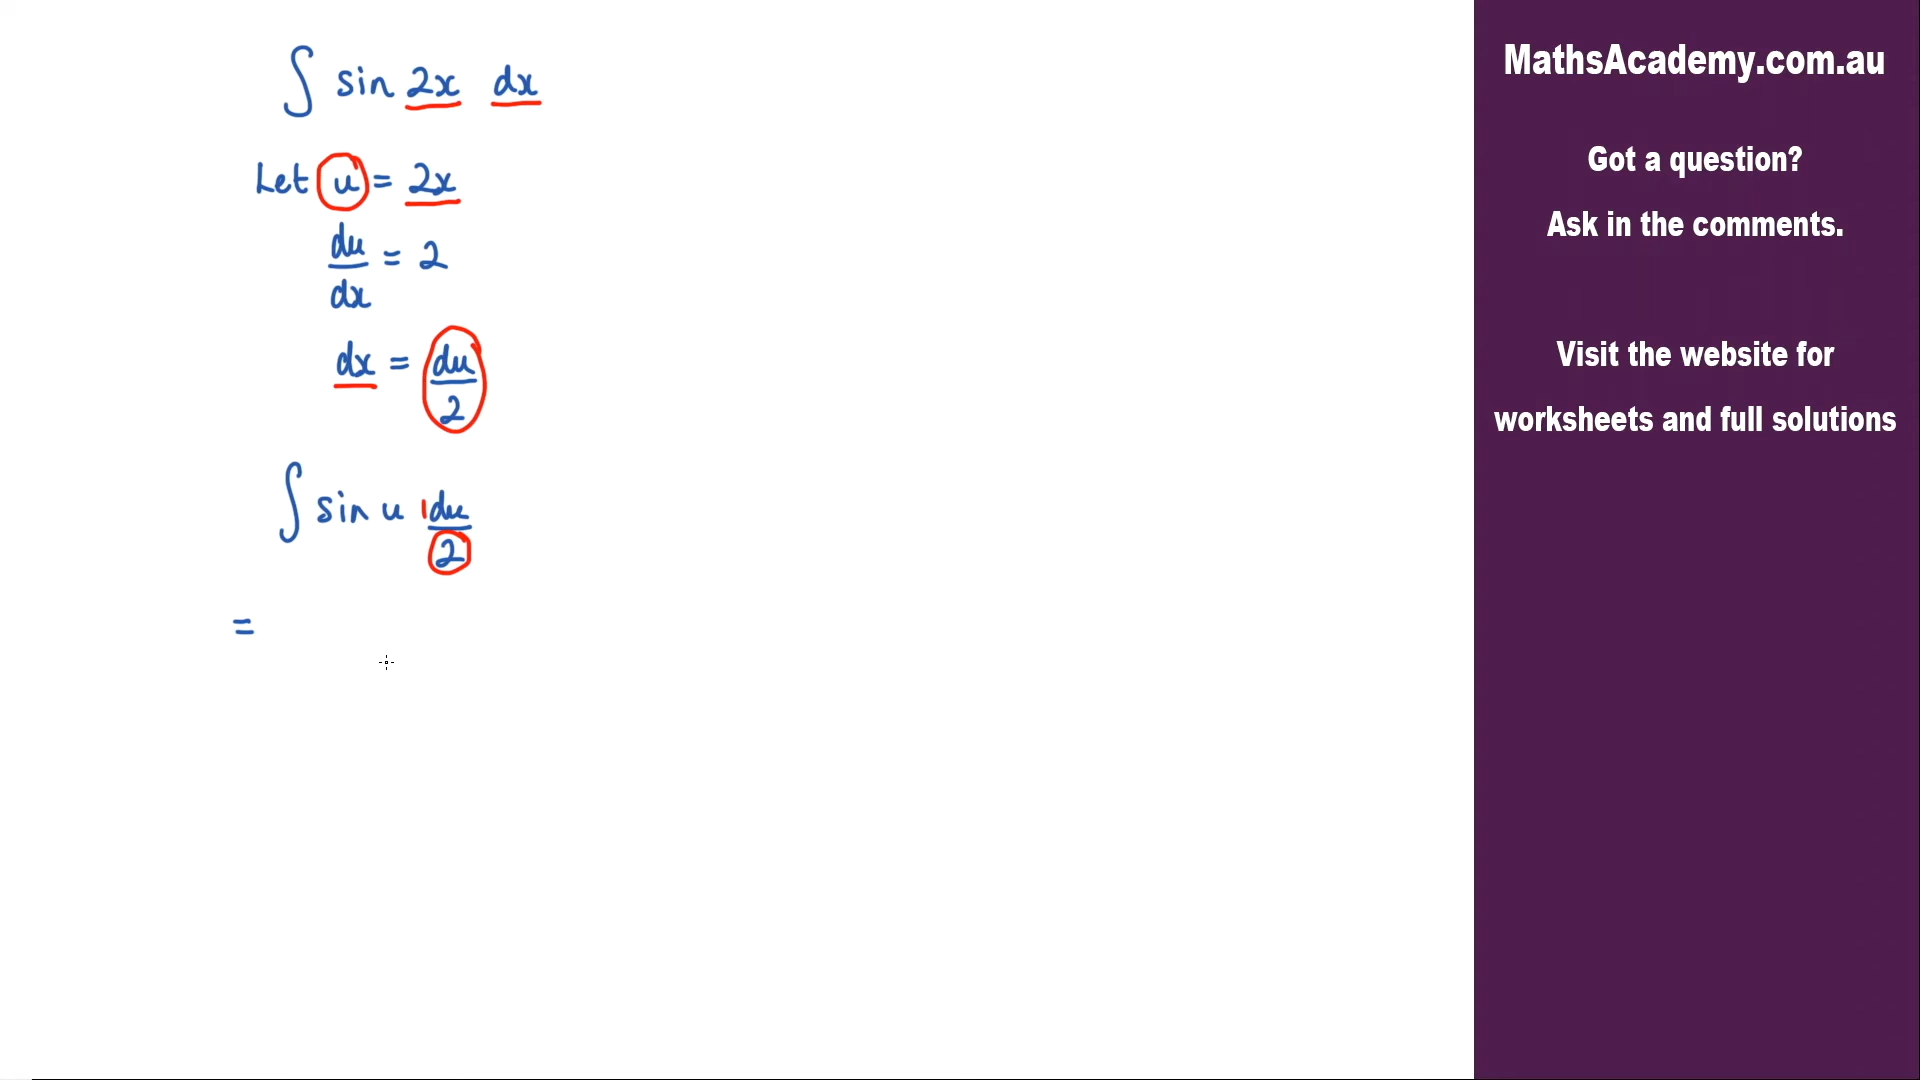 ∫ sin 2x dx
Let u = 2x
du/dx = 2
dx = du/2
∫ sin u 1du/2
=
MathsAcademy.com.au
Got a question?
Ask in the comments.
Visit the website for
worksheets and full solutions